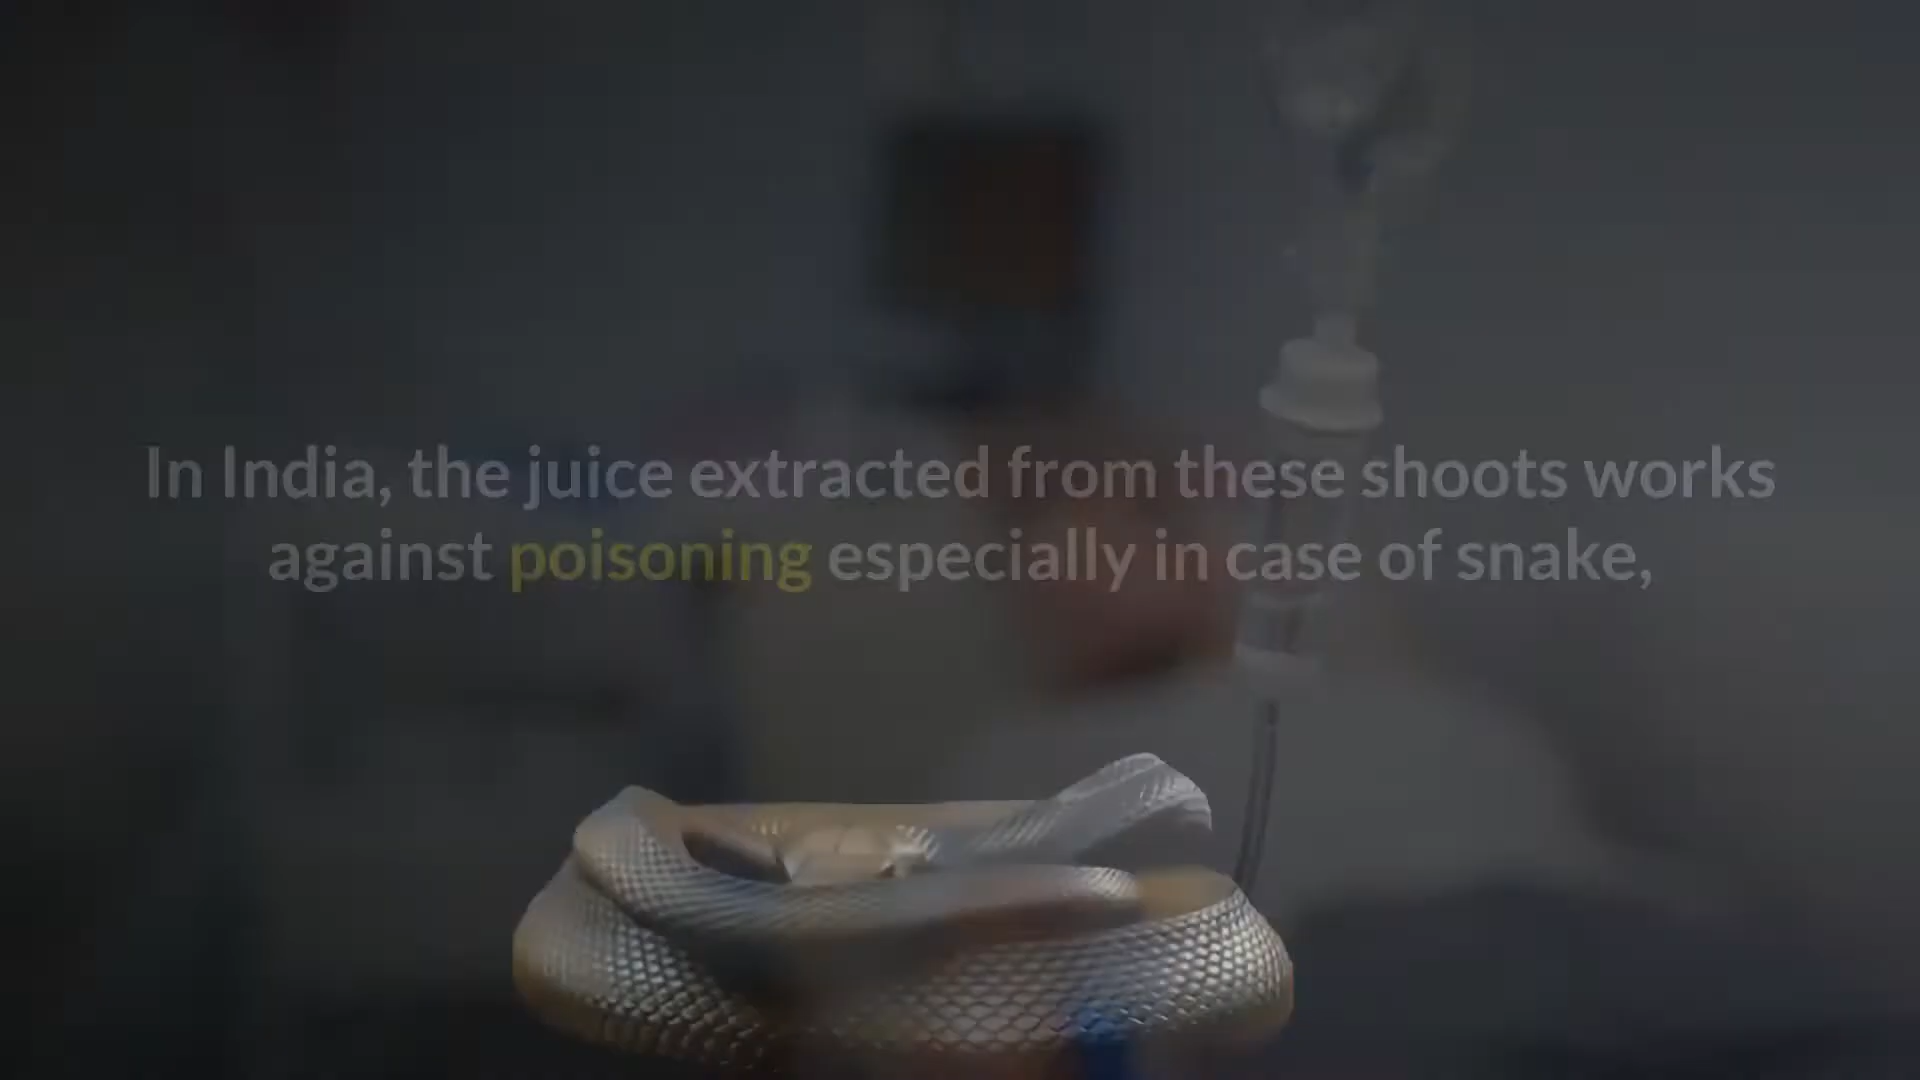 In India, the juice extracted from these shoots works
against poisoning especially in case of snake,